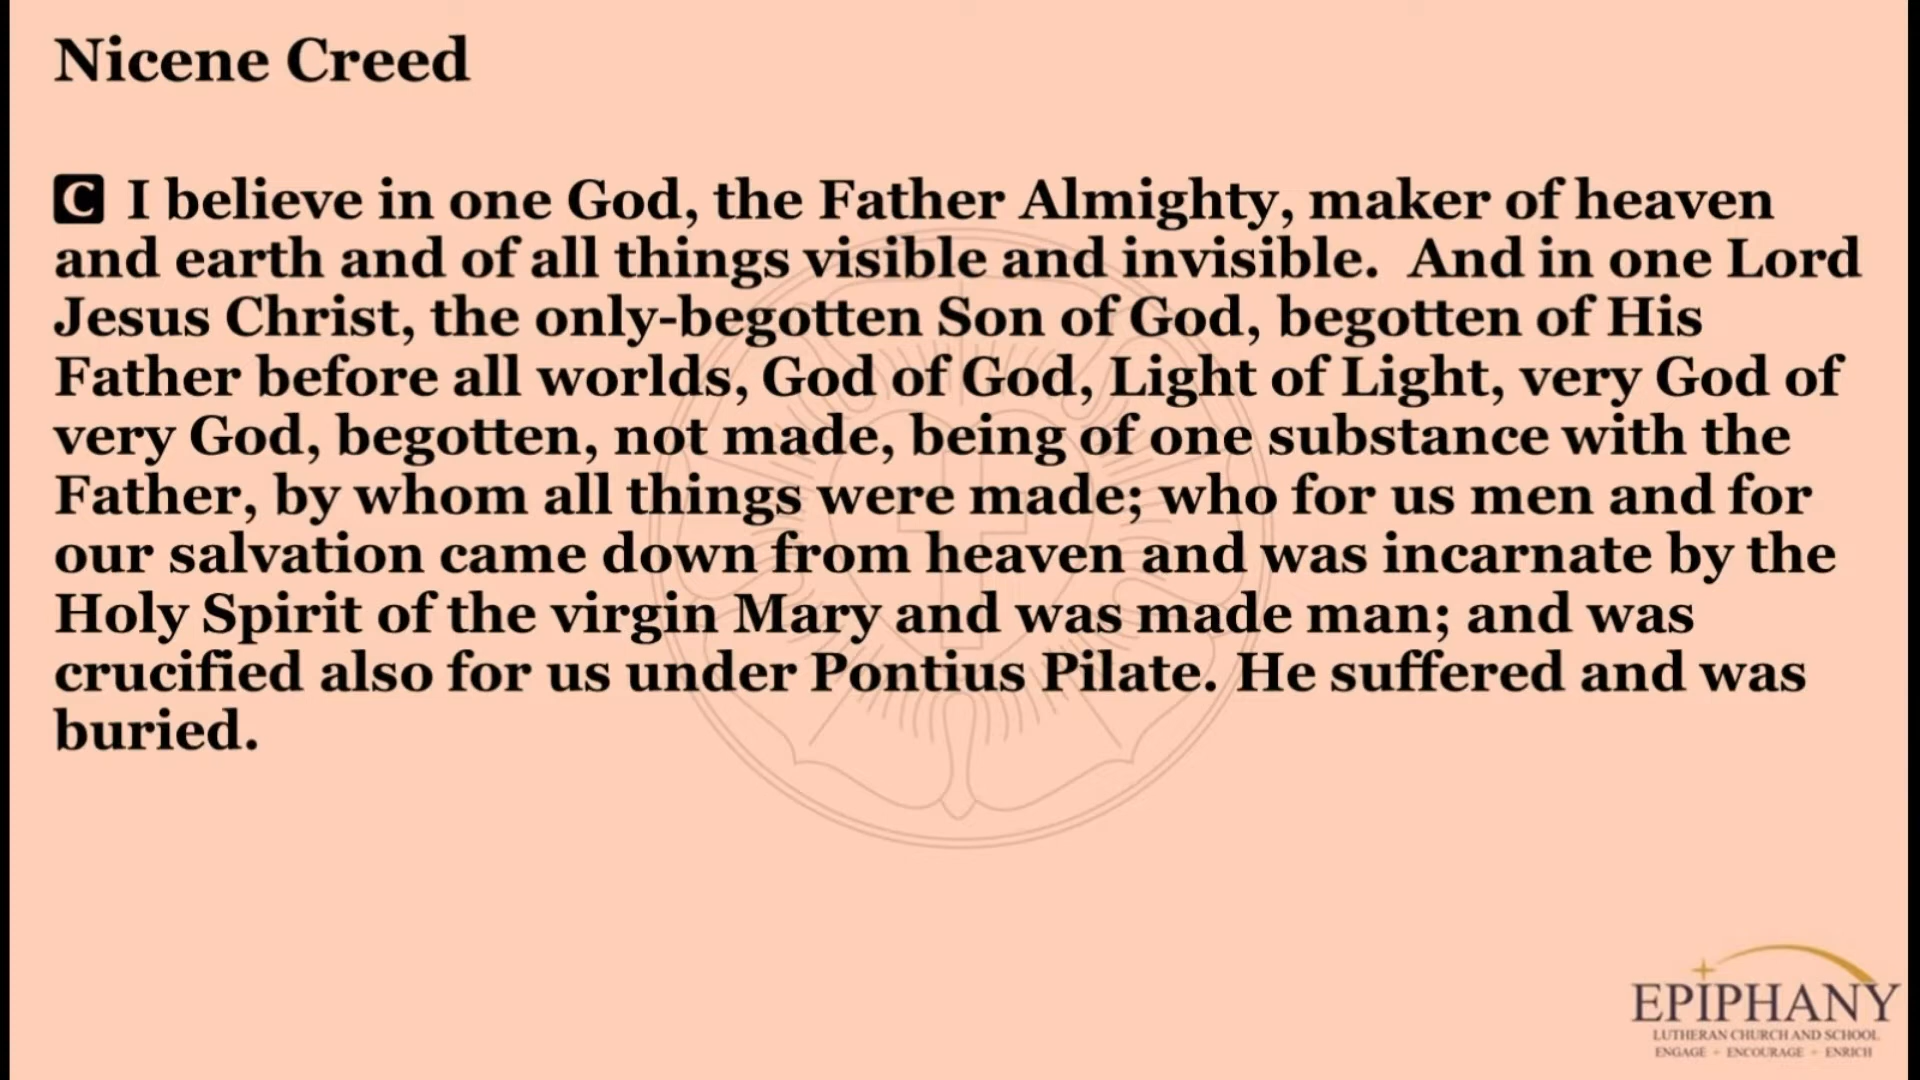 Nicene Creed
C I believe in one God, the Father Almighty, maker of heaven
and earth and of all things visible and invisible.  And in one Lord
Jesus Christ, the only-begotten Son of God, begotten of His
Father before all worlds, God of God, Light of Light, very God of
very God, begotten, not made, being of one substance with the
Father, by whom all things were made; who for us men and for
our salvation came down from heaven and was incarnate by the
Holy Spirit of the virgin Mary and was made man; and was
crucified also for us under Pontius Pilate. He suffered and was
buried.
EPIPHANY
LUTHERAN CHURCH AND SCHOOL
ENGAGE + ENCOURAGE + ENRICH